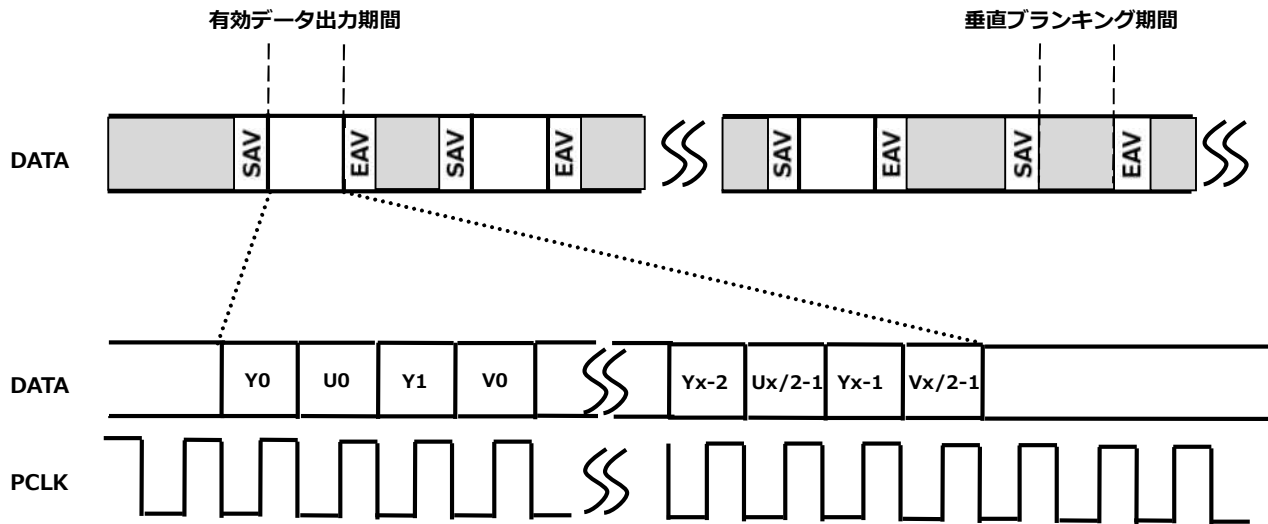 有効データ出力期間
垂直ブランキング期間
DATA
SAV
EAV
SAV
EAV
SAV
EAV
SAV
EAV
DATA
Y0
U0
Y1
V0
Yx-2
Ux/2-1
Yx-1
Vx/2-1
PCLK